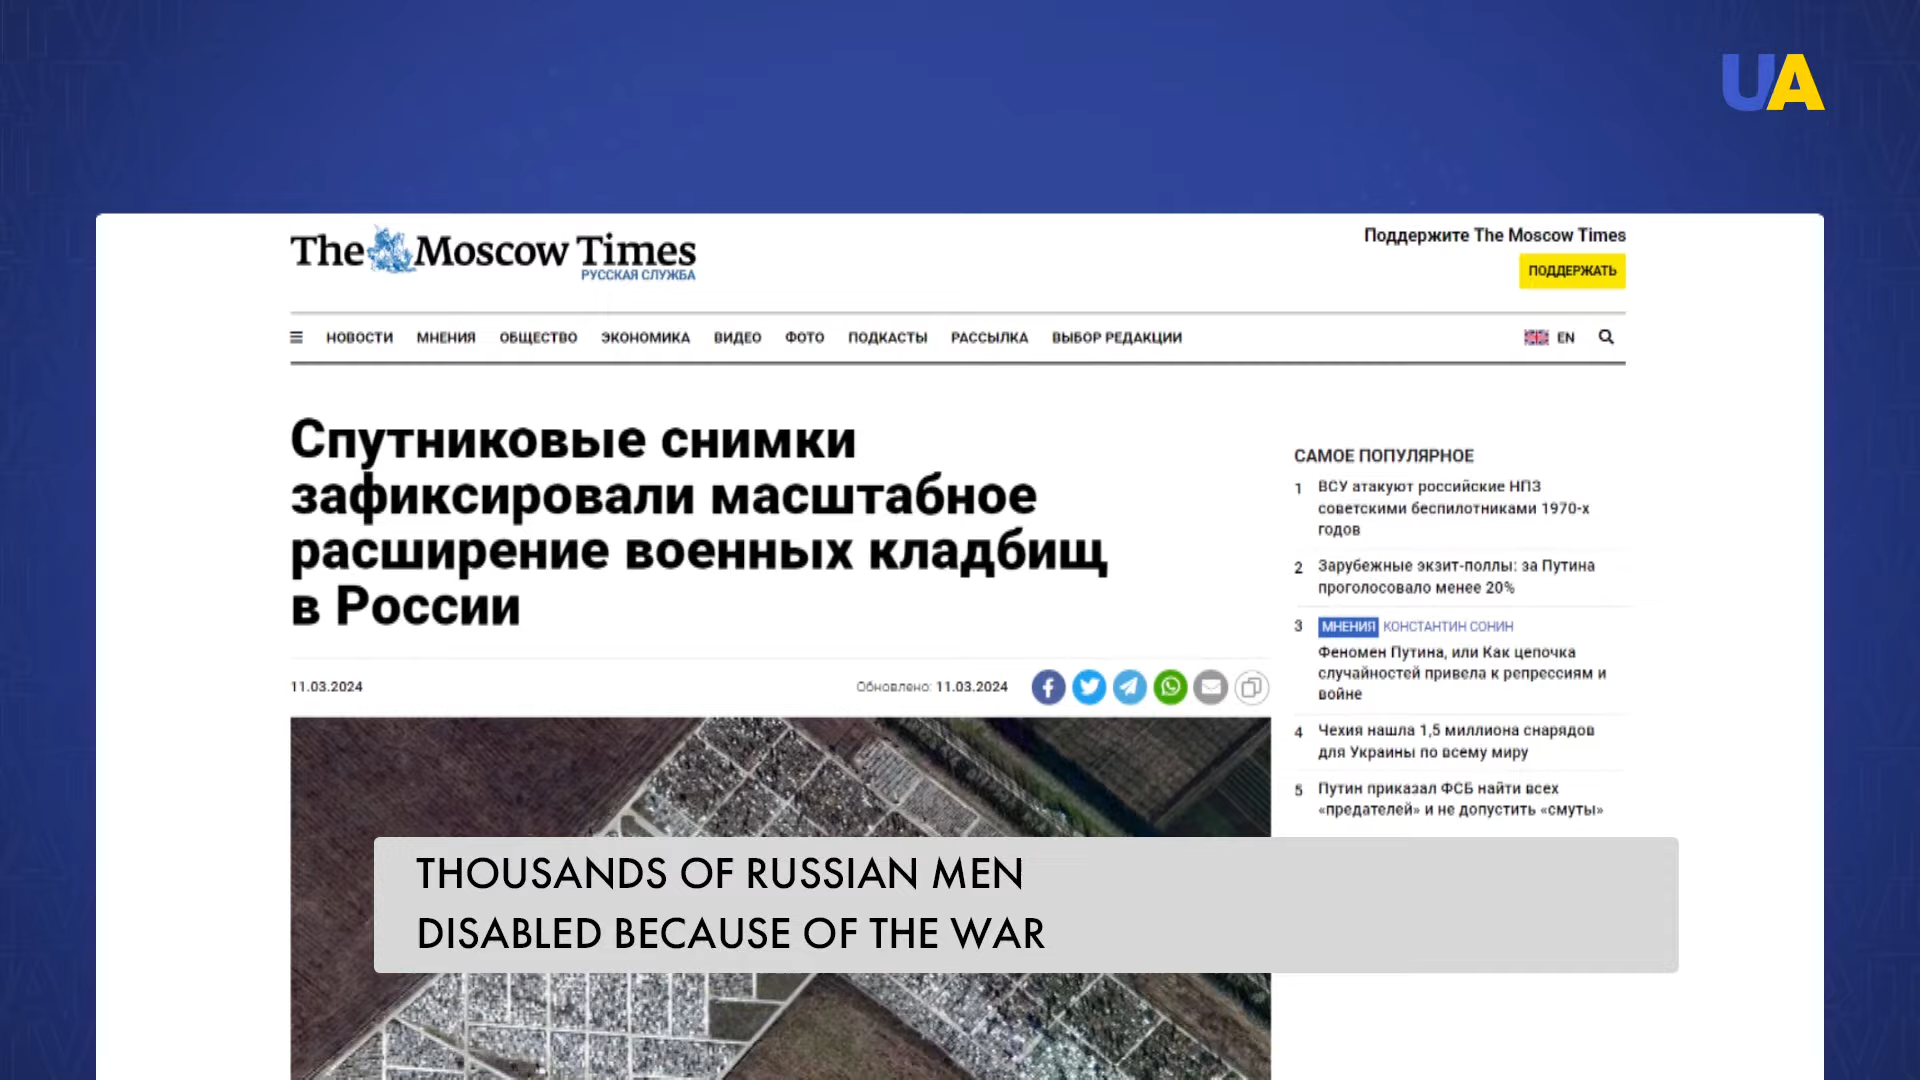 UA
The Moscow Times
РУССКАЯ СЛУЖБА
Поддержите The Moscow Times
ПОДДЕРЖАТЬ
НОВОСТИ МНЕНИЯ ОБЩЕСТВО ЭКОНОМИКА ВИДЕО ФОТО ПОДКАСТЫ РАССЫЛКА ВЫБОР РЕДАКЦИИ EN
Спутниковые снимки
зафиксировали масштабное
расширение военных кладбищ
в России
11.03.2024
Обновлено: 11.03.2024
САМОЕ ПОПУЛЯРНОЕ
1 ВСУ атакуют российские НПЗ
советскими беспилотниками 1970-х
годов
2 Зарубежные экзит-поллы: за Путина
проголосовало менее 20%
3 МНЕНИЯ КОНСТАНТИН СОНИН
Феномен Путина, или Как цепочка
случайностей привела к репрессиям и
войне
4 Чехия нашла 1,5 миллиона снарядов
для Украины по всему миру
5 Путин приказал ФСБ найти всех
«предателей» и не допустить «смуты»
THOUSANDS OF RUSSIAN MEN
DISABLED BECAUSE OF THE WAR